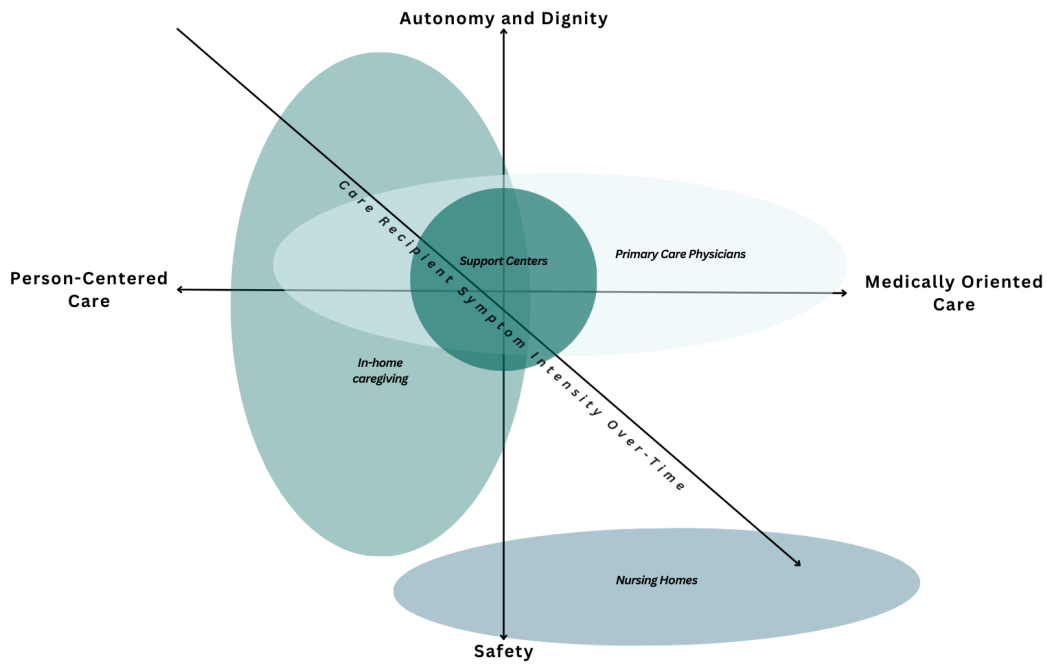 Autonomy and Dignity
Person-Centered
Care
Care Recipient Symptom Intensity Over-Time
Support Centers
Primary Care Physicians
Medically Oriented
Care
In-home
caregiving
Nursing Homes
Safety